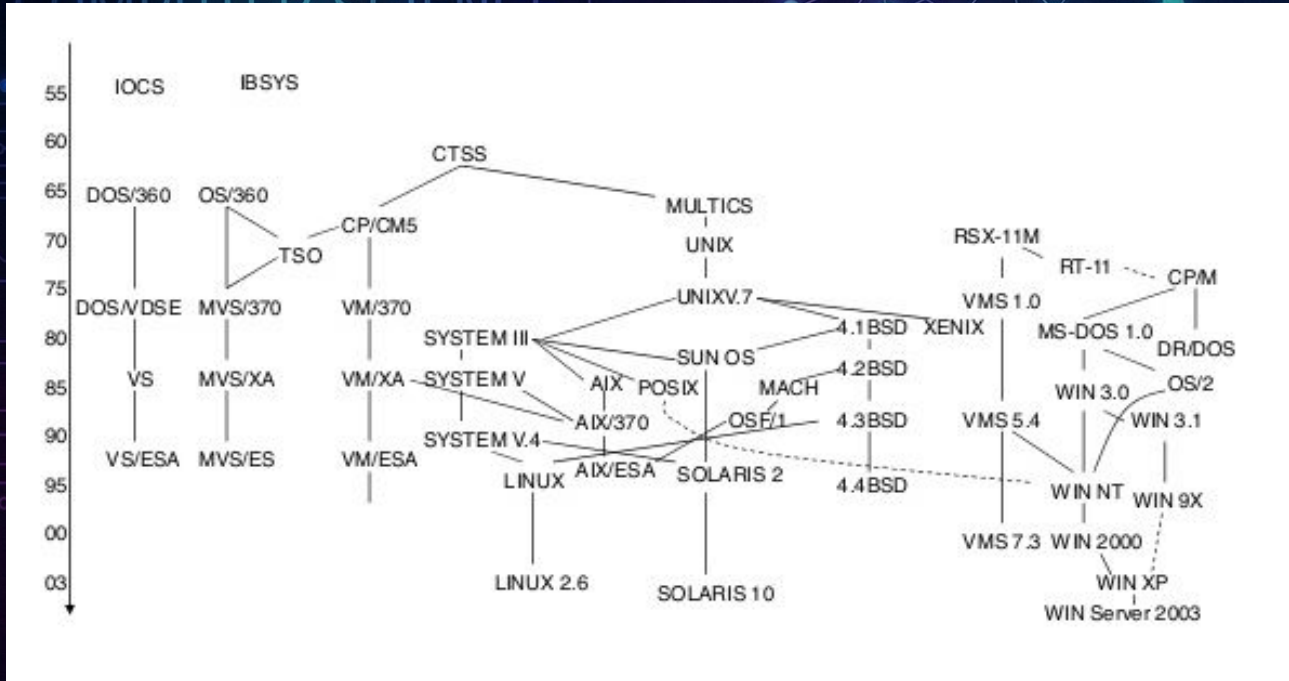 55 IOCS IBSYS
60
CTSS
65 DOS/360 OS/360
MULTICS
CP/CM5
70 TSO UNIX RSX-11M
RT-11
CP/M
75
DOS/VDSE MVS/370 VM/370 UNIXV.7 VMS 1.0
80 SYSTEM III 4.1BSD XENIX MS-DOS 1.0
SUN OS DR/DOS
85 VS MVS/XA VM/XA SYSTEM V AIX POSIX MACH 4.2BSD OS/2
WIN 3.0
AIX/370 OSF/1 4.3BSD VMS 5.4 WIN 3.1
90 SYSTEM V.4
VS/ESA MVS/ES VM/ESA
LINUX AIX/ESA SOLARIS 2
95 4.4BSD WIN NT WIN 9X
00 VMS 7.3 WIN 2000
03 LINUX 2.6 SOLARIS 10 WIN XP
WIN Server 2003